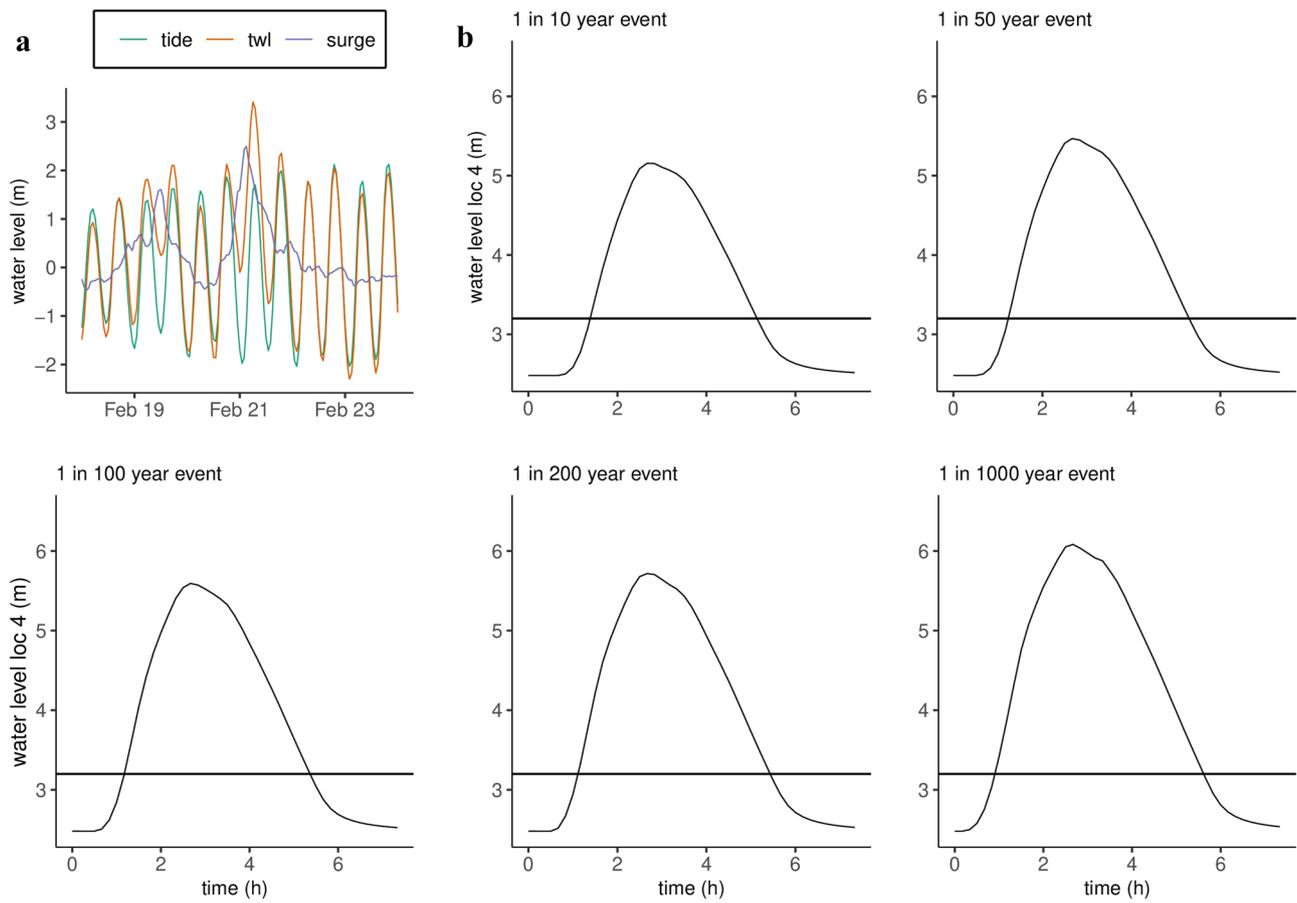 a
tide twl surge
water level (m)
3
2
1
0
−1
−2
Feb 19 Feb 21 Feb 23
b
1 in 10 year event
water level loc 4 (m)
6
5
4
3
0 2 4 6
1 in 50 year event
6
5
4
3
0 2 4 6
1 in 100 year event
water level loc 4 (m)
6
5
4
3
0 2 4 6
time (h)
1 in 200 year event
6
5
4
3
0 2 4 6
time (h)
1 in 1000 year event
6
5
4
3
0 2 4 6
time (h)